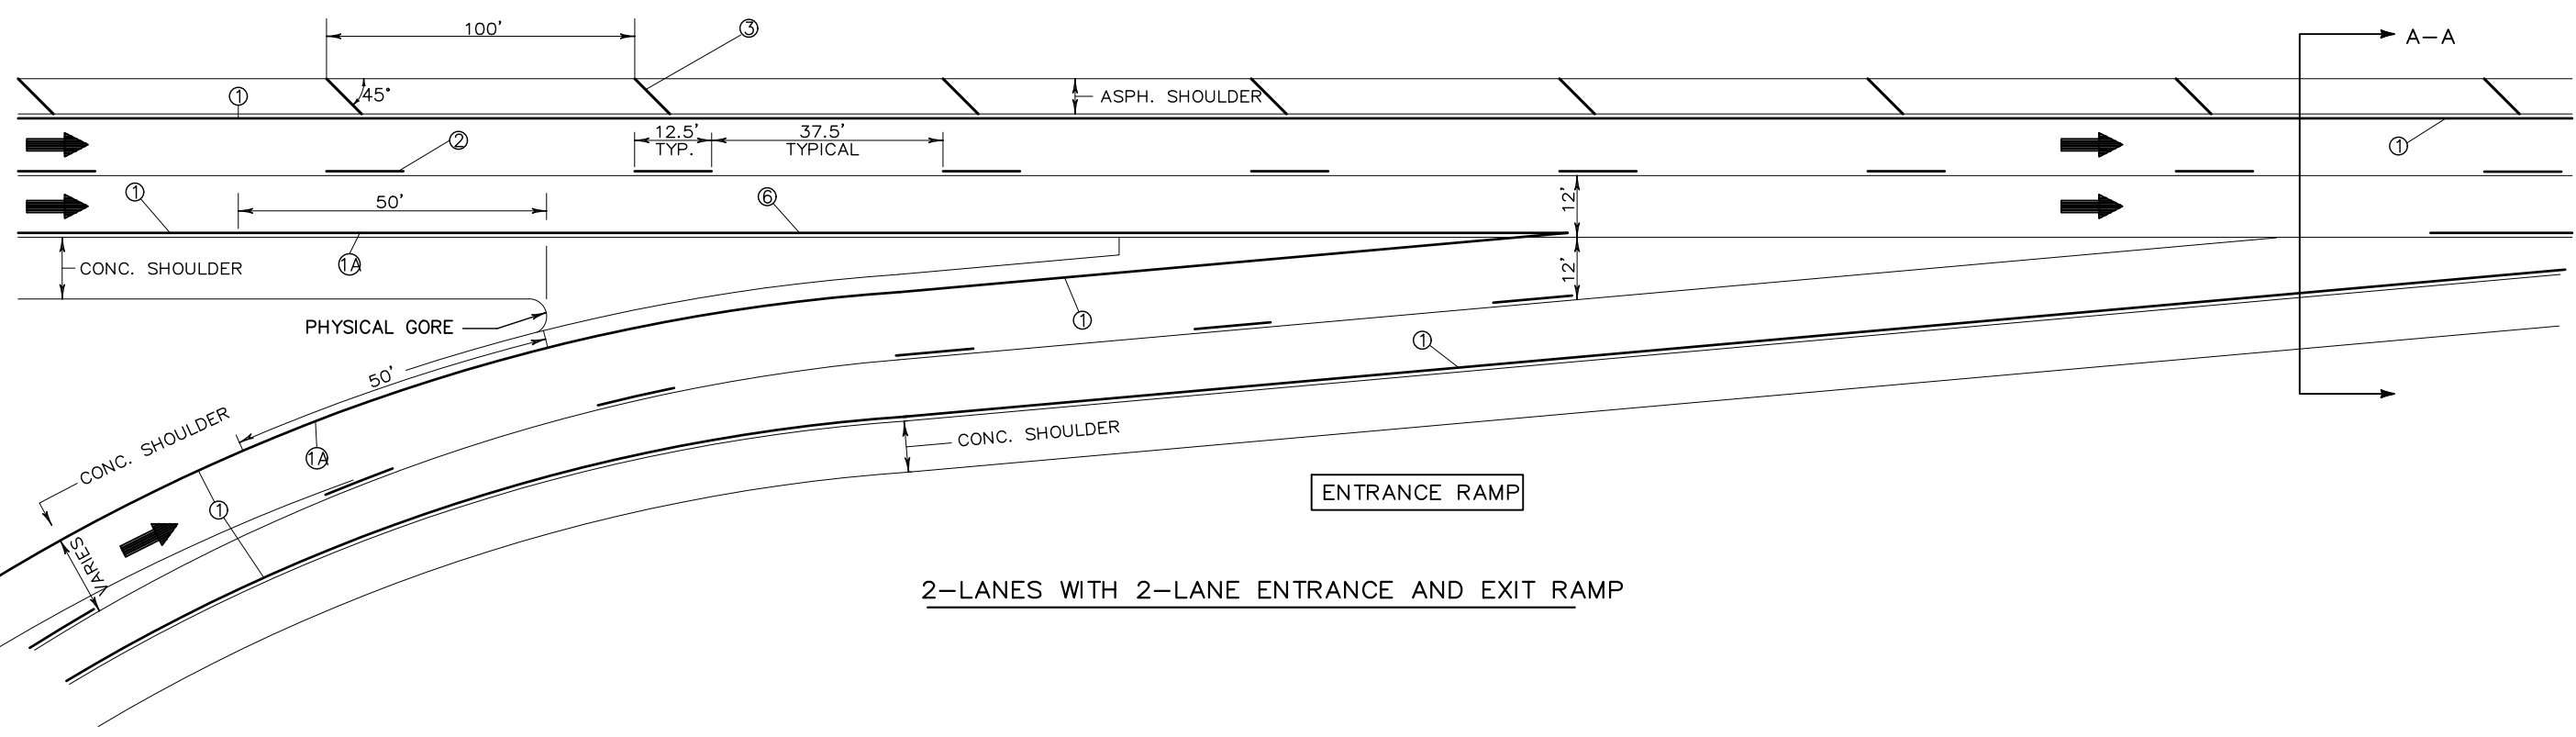 100'
③
A-A
45°
①
ASPH. SHOULDER
②
12.5'
TYP.
37.5'
TYPICAL
①
①
50'
⑥
12'
CONC. SHOULDER
1A
12'
PHYSICAL GORE
①
①
50'
CONC. SHOULDER
1A
CONC. SHOULDER
①
VARIES
ENTRANCE RAMP
2-LANES WITH 2-LANE ENTRANCE AND EXIT RAMP